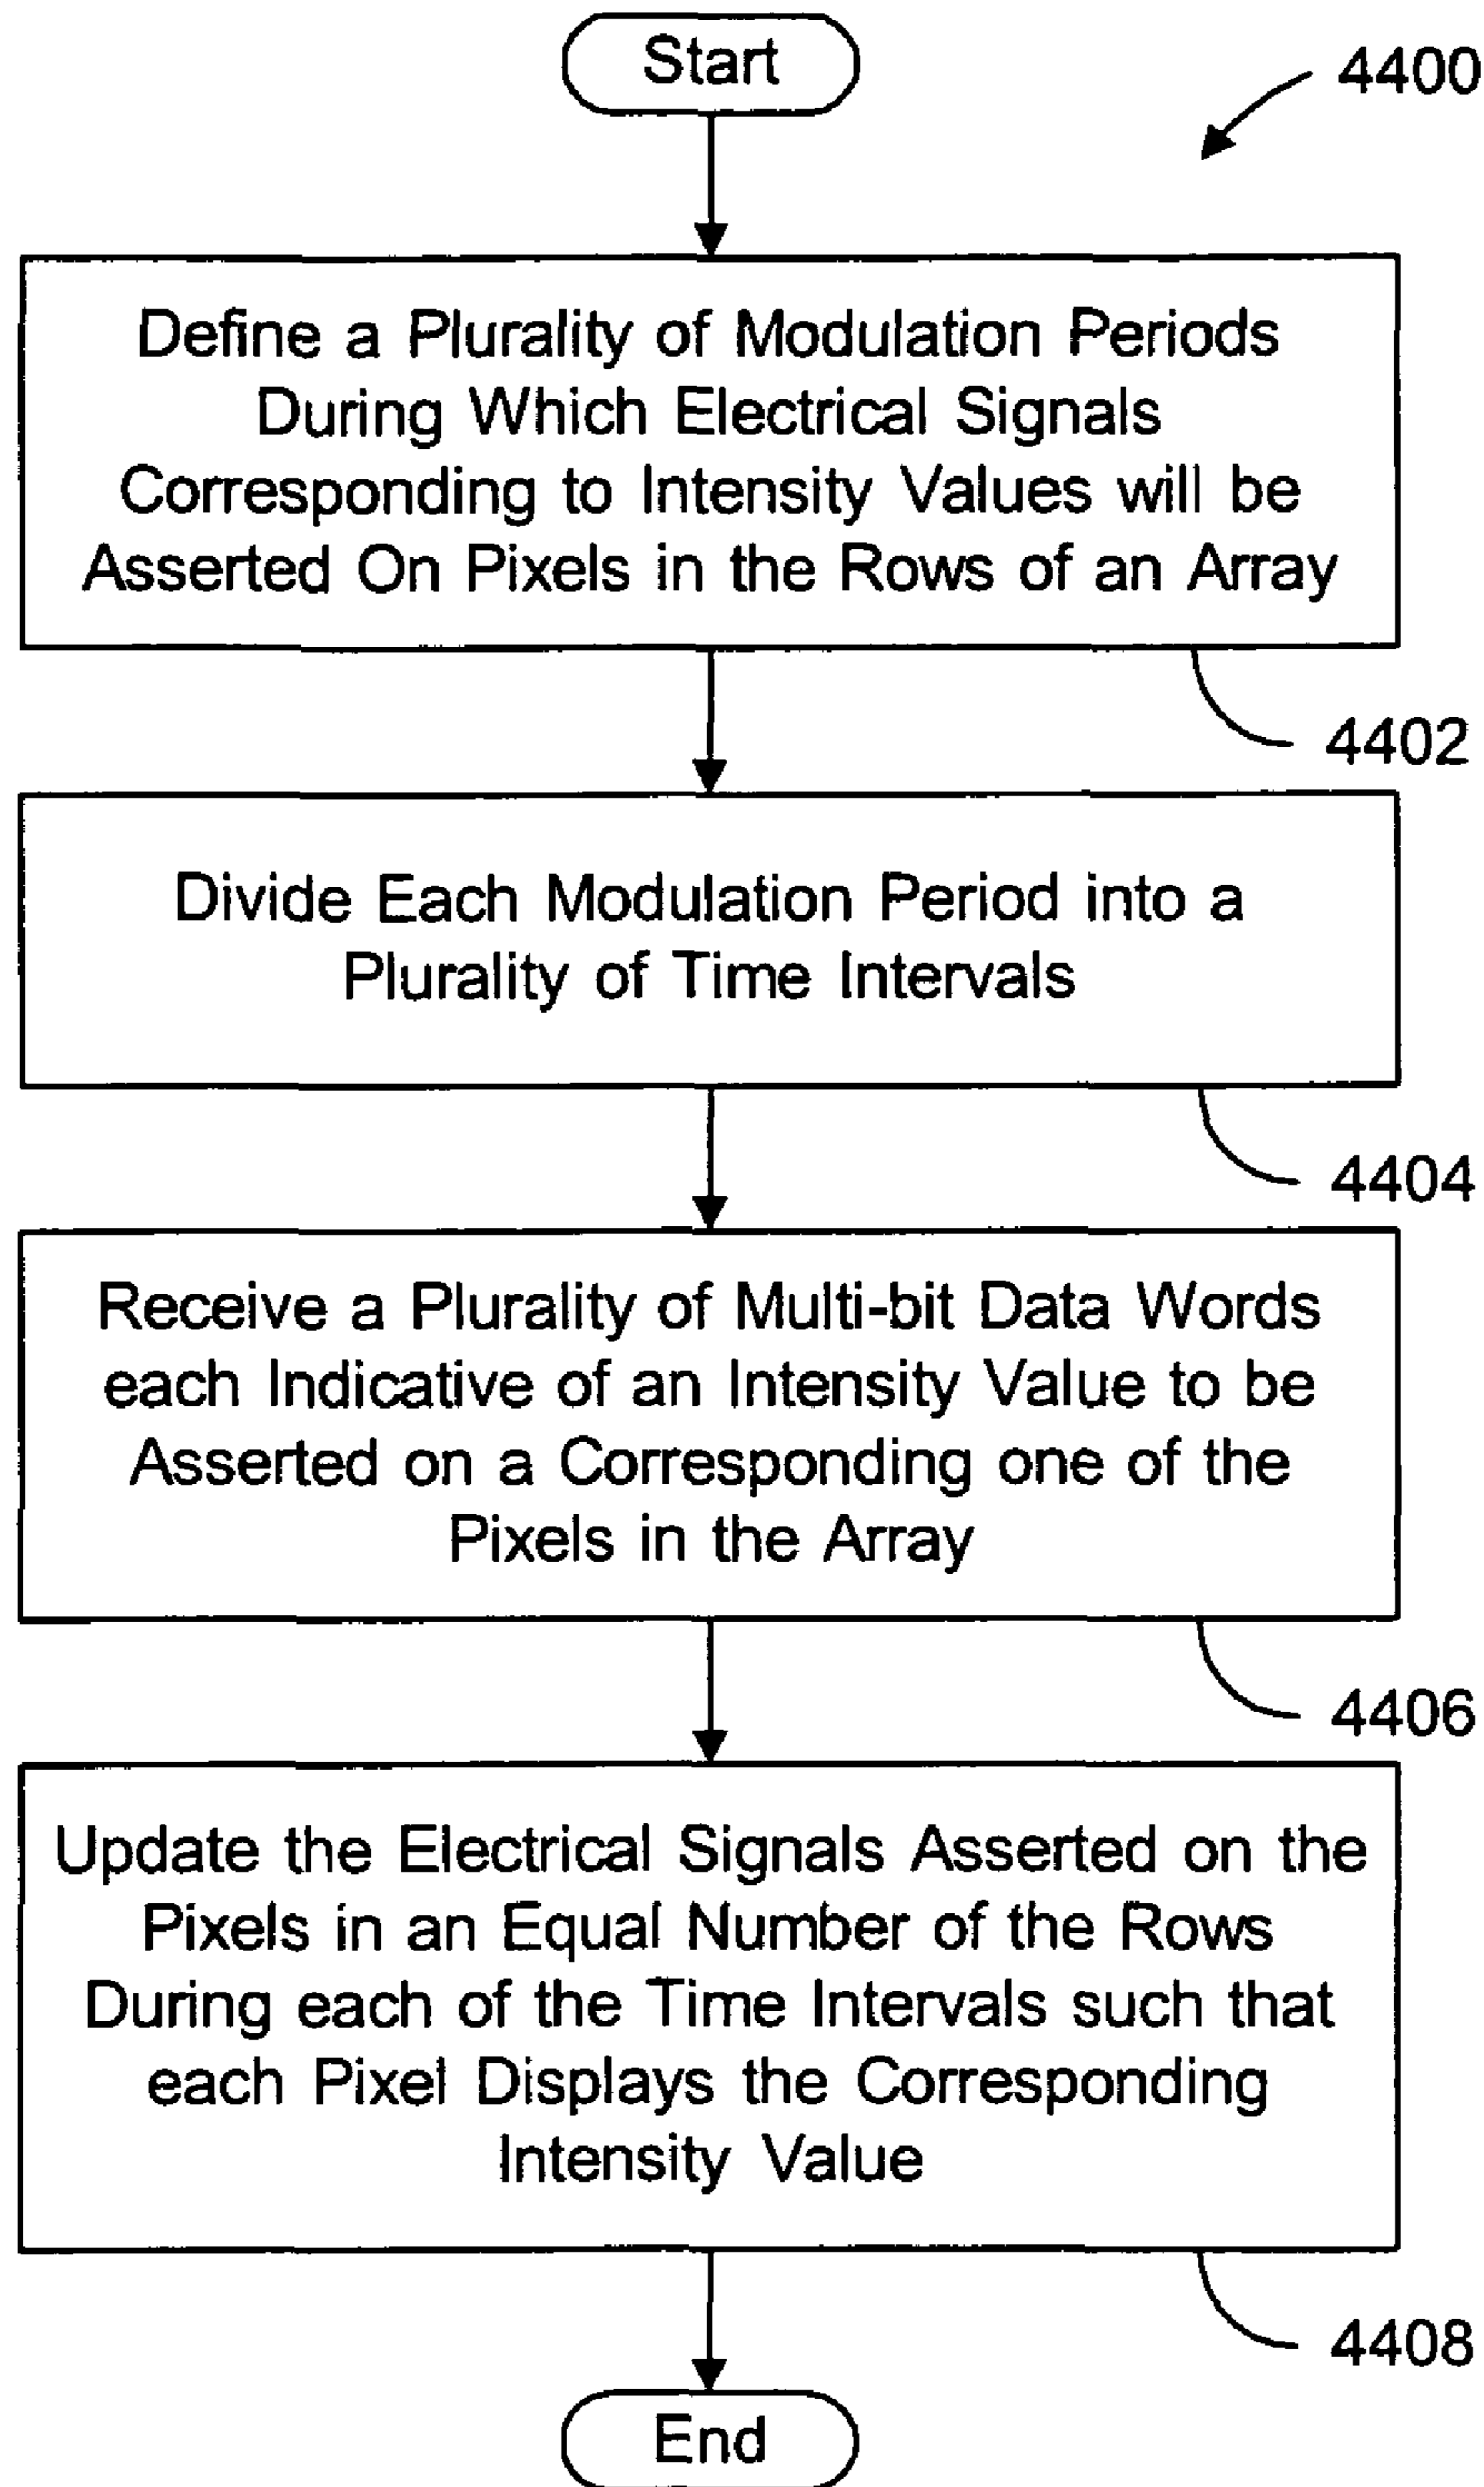 Start
4400
Define a Plurality of Modulation Periods
During Which Electrical Signals
Corresponding to Intensity Values will be
Asserted On Pixels in the Rows of an Array
4402
Divide Each Modulation Period into a
Plurality of Time Intervals
4404
Receive a Plurality of Multi-bit Data Words
each Indicative of an Intensity Value to be
Asserted on a Corresponding one of the
Pixels in the Array
4406
Update the Electrical Signals Asserted on the
Pixels in an Equal Number of the Rows
During each of the Time Intervals such that
each Pixel Displays the Corresponding
Intensity Value
4408
End